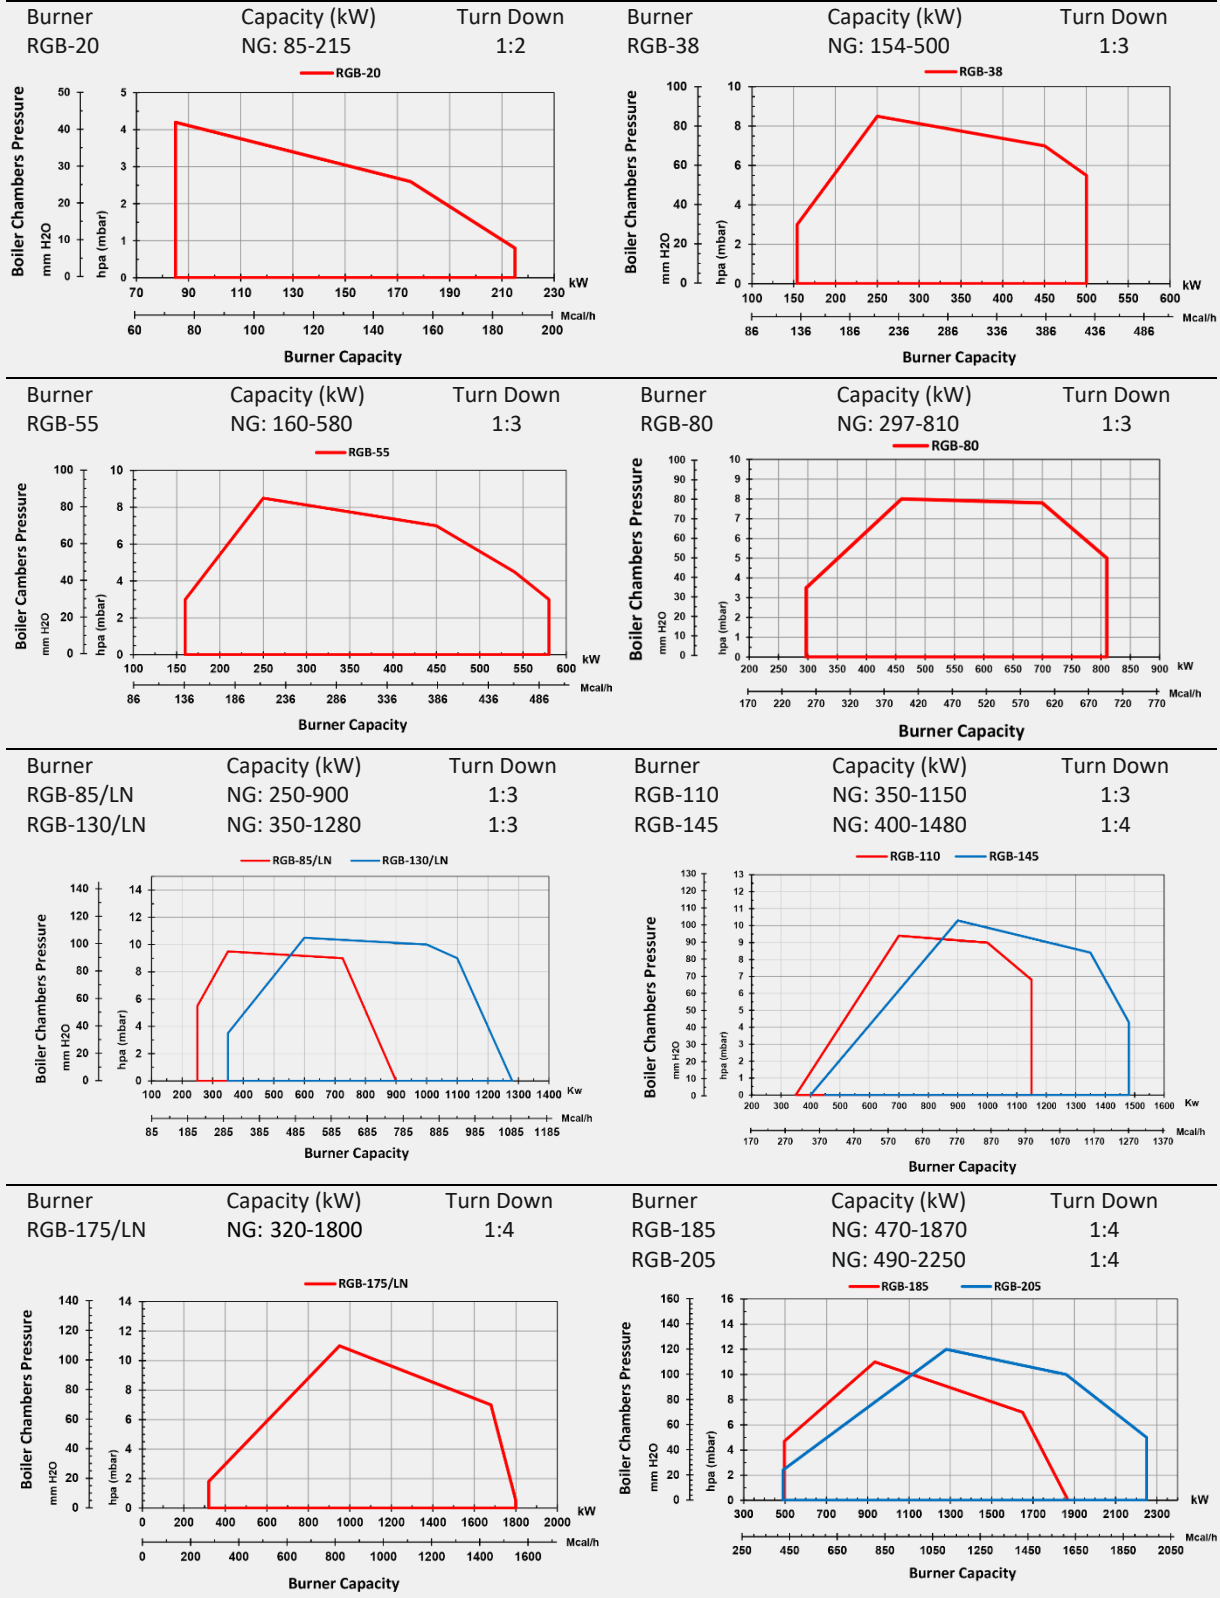 Burner Capacity (kW) Turn Down
RGB-20 NG: 85-215 1:2
RGB-20
Boiler Chambers Pressure
mm H2O
hpa (mbar)
50
40
30
20
10
0
5
4
3
2
1
0
70 90 110 130 150 170 190 210 230 kW
60 80 100 120 140 160 180 200 Mcal/h
Burner Capacity
Burner Capacity (kW) Turn Down
RGB-38 NG: 154-500 1:3
RGB-38
Boiler Chambers Pressure
mm H2O
hpa (mbar)
100
80
60
40
20
0
10
8
6
4
2
0
100 150 200 250 300 350 400 450 500 550 600 kW
86 136 186 236 286 336 386 436 486 Mcal/h
Burner Capacity
Burner Capacity (kW) Turn Down
RGB-55 NG: 160-580 1:3
RGB-55
Boiler Cambers Pressure
mm H2O
hpa (mbar)
100
80
60
40
20
0
10
8
6
4
2
0
100 150 200 250 300 350 400 450 500 550 600 kW
86 136 186 236 286 336 386 436 486 Mcal/h
Burner Capacity
Burner Capacity (kW) Turn Down
RGB-80 NG: 297-810 1:3
RGB-80
Boiler Chambers Pressure
mm H2O
hpa (mbar)
100
90
80
70
60
50
40
30
20
10
0
10
9
8
7
6
5
4
3
2
1
0
200 250 300 350 400 450 500 550 600 650 700 750 800 850 900 kW
170 220 270 320 370 420 470 520 570 620 670 720 770 Mcal/h
Burner Capacity
Burner Capacity (kW) Turn Down
RGB-85/LN NG: 250-900 1:3
RGB-130/LN NG: 350-1280 1:3
RGB-85/LN RGB-130/LN
Boiler Chambers Pressure
mm H2O
hpa (mbar)
140
120
100
80
60
40
20
0
14
12
10
8
6
4
2
0
100 200 300 400 500 600 700 800 900 1000 1100 1200 1300 1400 Kw
85 185 285 385 485 585 685 785 885 985 1085 1185 Mcal/h
Burner Capacity
Burner Capacity (kW) Turn Down
RGB-110 NG: 350-1150 1:3
RGB-145 NG: 400-1480 1:4
RGB-110 RGB-145
Boiler Chambers Pressure
mm H2O
hpa (mbar)
130
120
110
100
90
80
70
60
50
40
30
20
10
0
13
12
11
10
9
8
7
6
5
4
3
2
1
0
200 300 400 500 600 700 800 900 1000 1100 1200 1300 1400 1500 1600 Kw
170 270 370 470 570 670 770 870 970 1070 1170 1270 1370 Mcal/h
Burner Capacity
Burner Capacity (kW) Turn Down
RGB-175/LN NG: 320-1800 1:4
RGB-175/LN
Boiler Chambers Pressure
mm H2O
hpa (mbar)
140
120
100
80
60
40
20
0
14
12
10
8
6
4
2
0
0 200 400 600 800 1000 1200 1400 1600 1800 2000 kW
0 200 400 600 800 1000 1200 1400 1600 Mcal/h
Burner Capacity
Burner Capacity (kW) Turn Down
RGB-185 NG: 470-1870 1:4
RGB-205 NG: 490-2250 1:4
RGB-185 RGB-205
Boiler Chambers Pressure
mm H2O
hpa (mbar)
160
140
120
100
80
60
40
20
0
16
14
12
10
8
6
4
2
0
300 500 700 900 1100 1300 1500 1700 1900 2100 2300 kW
250 450 650 850 1050 1250 1450 1650 1850 2050 Mcal/h
Burner Capacity